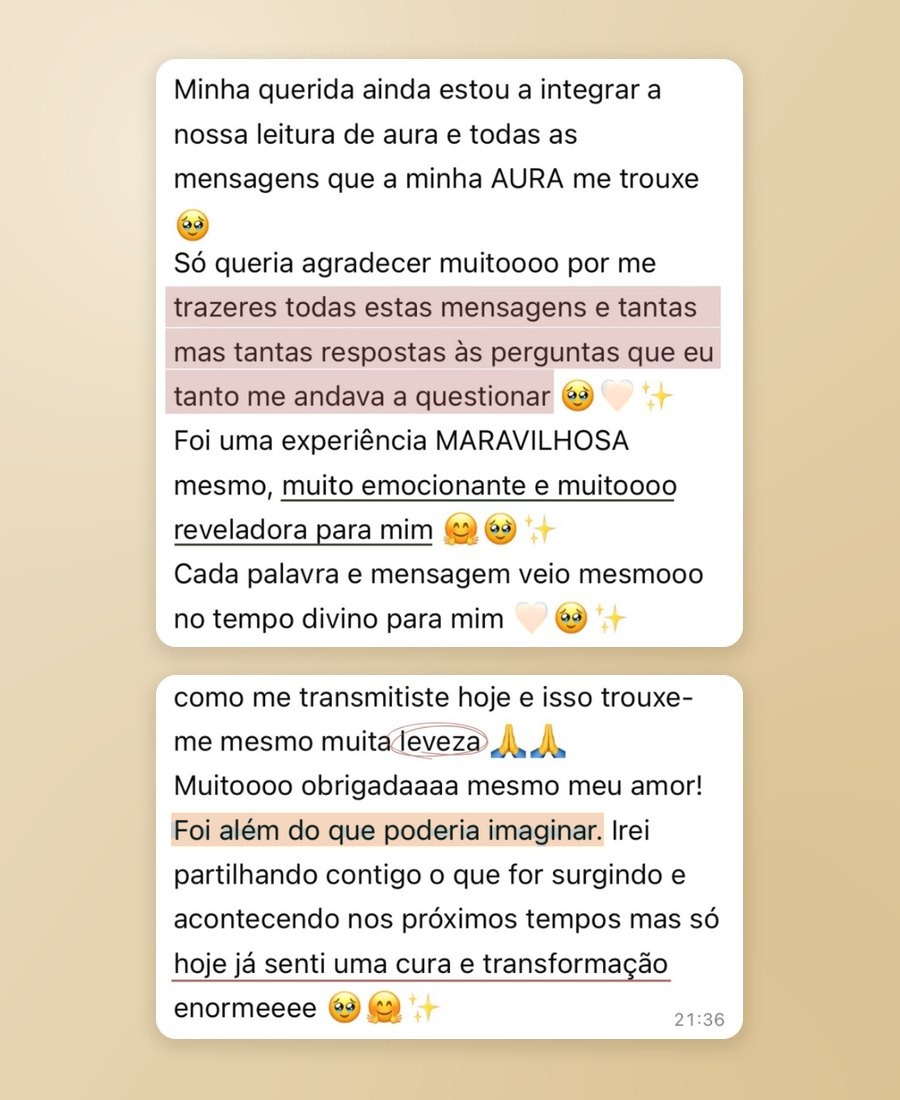 Minha querida ainda estou a integrar a
nossa leitura de aura e todas as
mensagens que a minha AURA me trouxe
🥹
Só queria agradecer muitoooo por me
trazeres todas estas mensagens e tantas
mas tantas respostas às perguntas que eu
tanto me andava a questionar 🥹🤍✨
Foi uma experiência MARAVILHOSA
mesmo, muito emocionante e muitoooo
reveladora para mim 🤗🥹✨
Cada palavra e mensagem veio mesmooo
no tempo divino para mim 🤍🥹✨
como me transmitiste hoje e isso trouxe-
me mesmo muita leveza 🙏🙏
Muitoooo obrigadaaaa mesmo meu amor!
Foi além do que poderia imaginar. Irei
partilhando contigo o que for surgindo e
acontecendo nos próximos tempos mas só
hoje já senti uma cura e transformação
enormeeee 🥹🤗✨
21:36